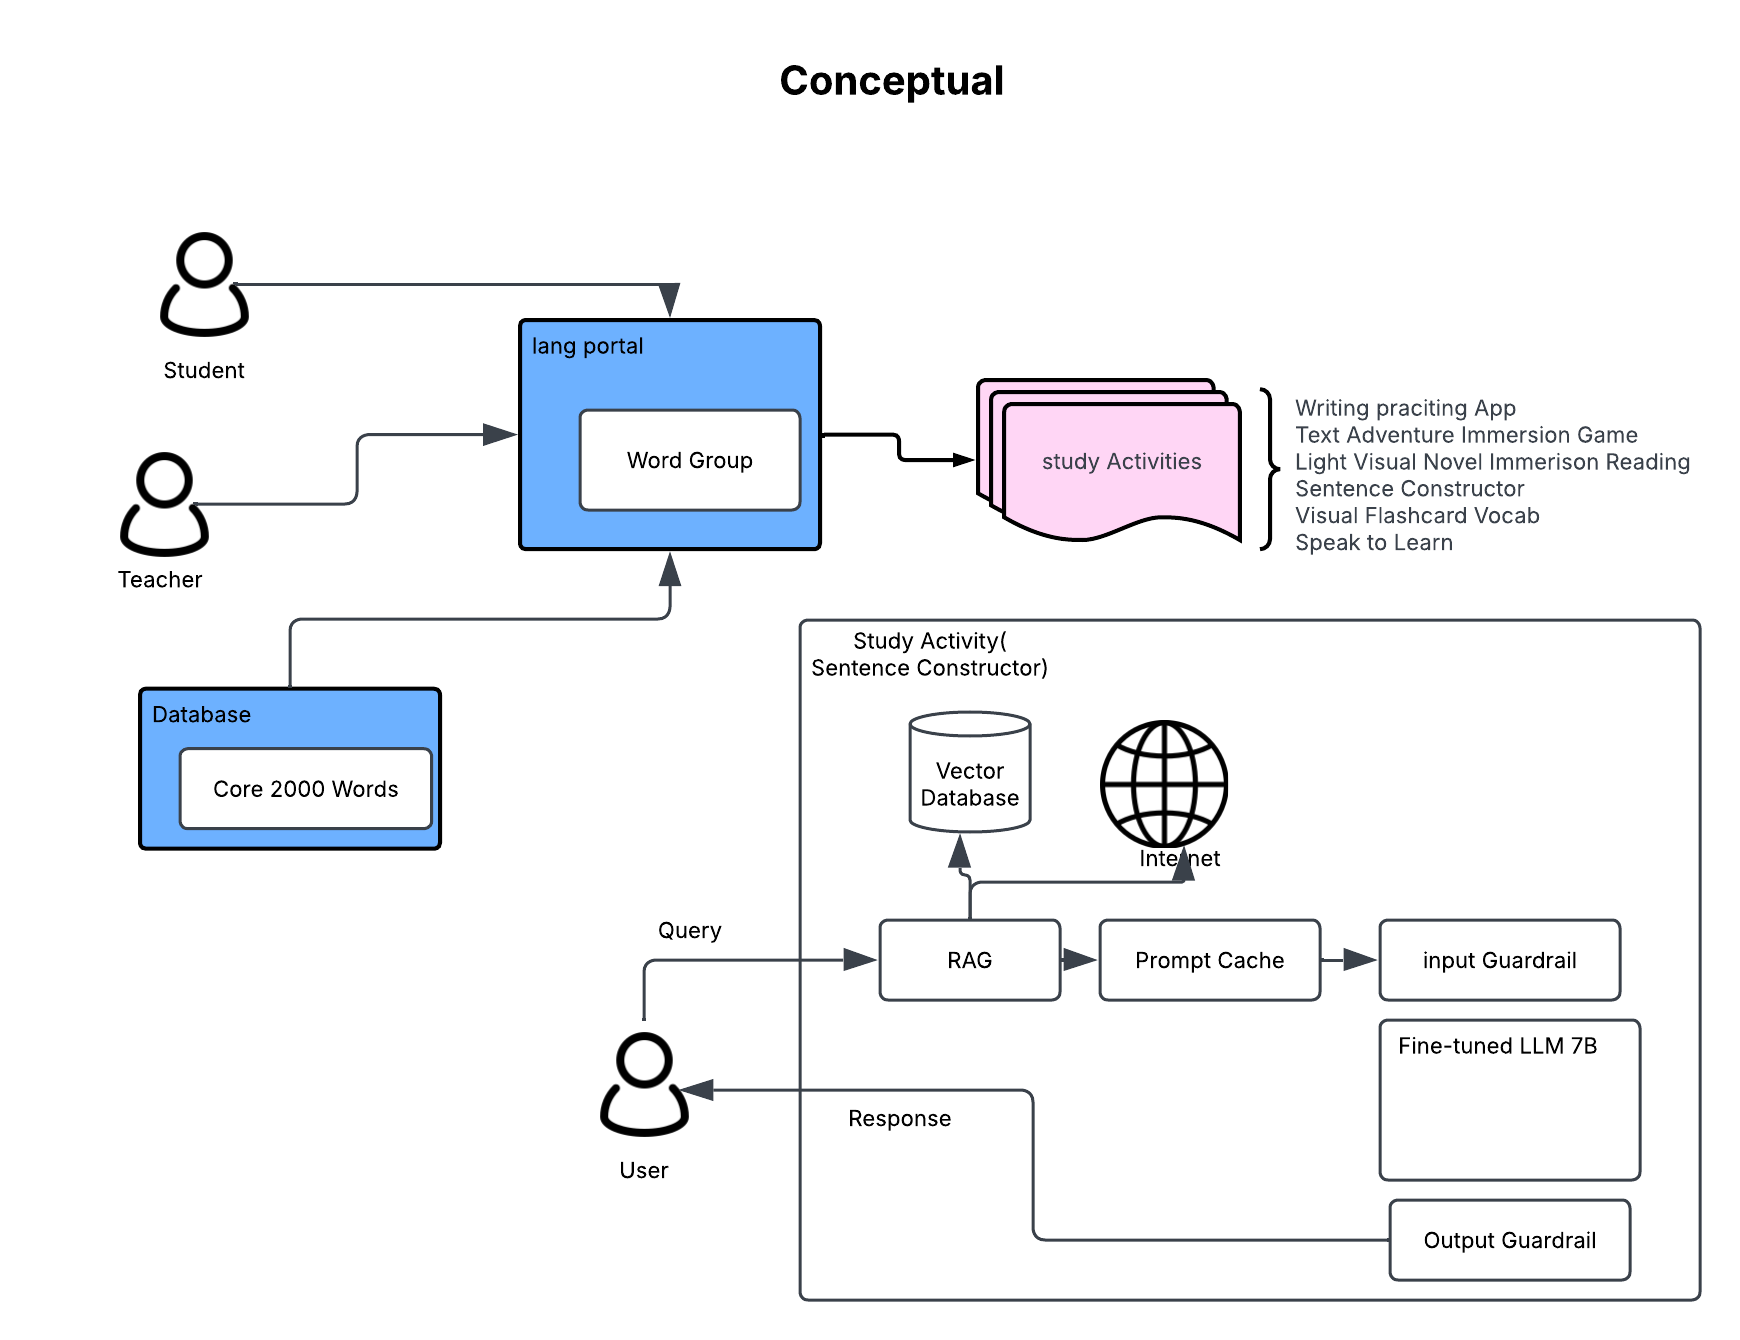 Conceptual
Student
lang portal
Word Group
study Activities
Writing praciting App
Text Adventure Immersion Game
Light Visual Novel Immerison Reading
Sentence Constructor
Visual Flashcard Vocab
Speak to Learn
Teacher
Database
Core 2000 Words
Study Activity(
Sentence Constructor)
Vector
Database
Internet
Query
RAG
Prompt Cache
input Guardrail
Fine-tuned LLM 7B
Response
User
Output Guardrail